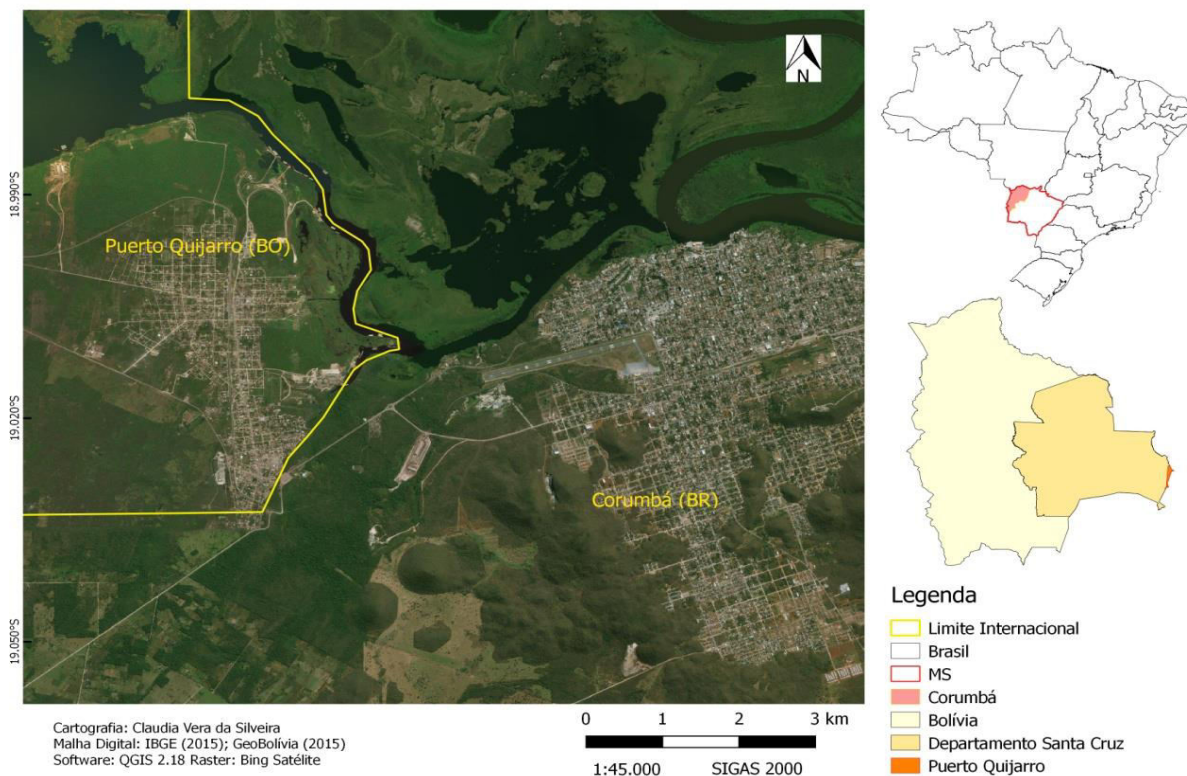 N
18.990°S
Puerto Quijarro (BO)
19.020°S
Corumbá (BR)
19.050°S
Legenda
Limite Internacional
Brasil
MS
Corumbá
Bolívia
Departamento Santa Cruz
Puerto Quijarro
Cartografia: Claudia Vera da Silveira
Malha Digital: IBGE (2015); GeoBolívia (2015)
Software: QGIS 2.18 Raster: Bing Satélite
0 1 2 3 km
1:45.000 SIGAS 2000